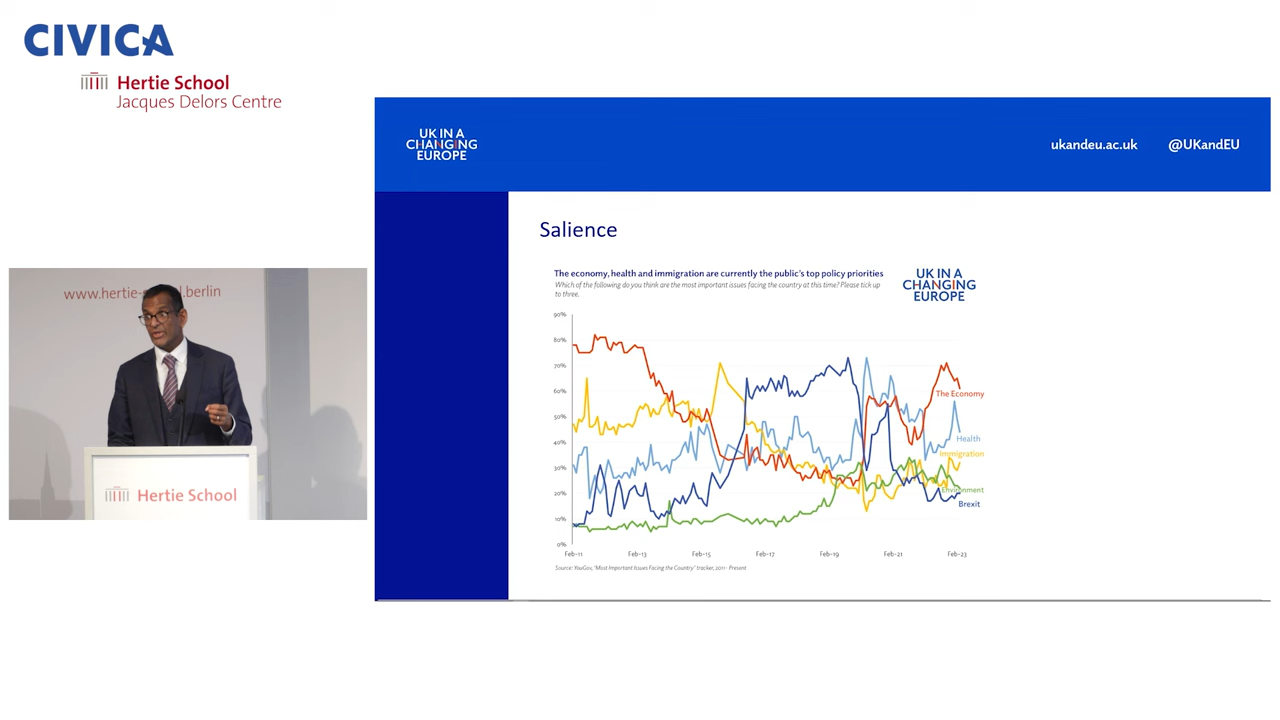 CIVICA
Hertie School
Jacques Delors Centre
UK IN A
CHANGING
EUROPE
ukandeu.ac.uk
@UKandEU
Salience
The economy, health and immigration are currently the public's top policy priorities
Which of the following do you think are the most important issues facing the country at this time? Please tick up
to three.
UK IN A
CHANGING
EUROPE
90%
80%
70%
60%
50%
40%
30%
20%
10%
0%
The Economy
Health
Immigration
Environment
Brexit
Feb-11
Feb-13
Feb-15
Feb-17
Feb-19
Feb-21
Feb-23
Source: YouGov, "Most Important Issues Facing the Country" tracker, 2011- Present
www.hertie-s
ool.berlin
Hertie School